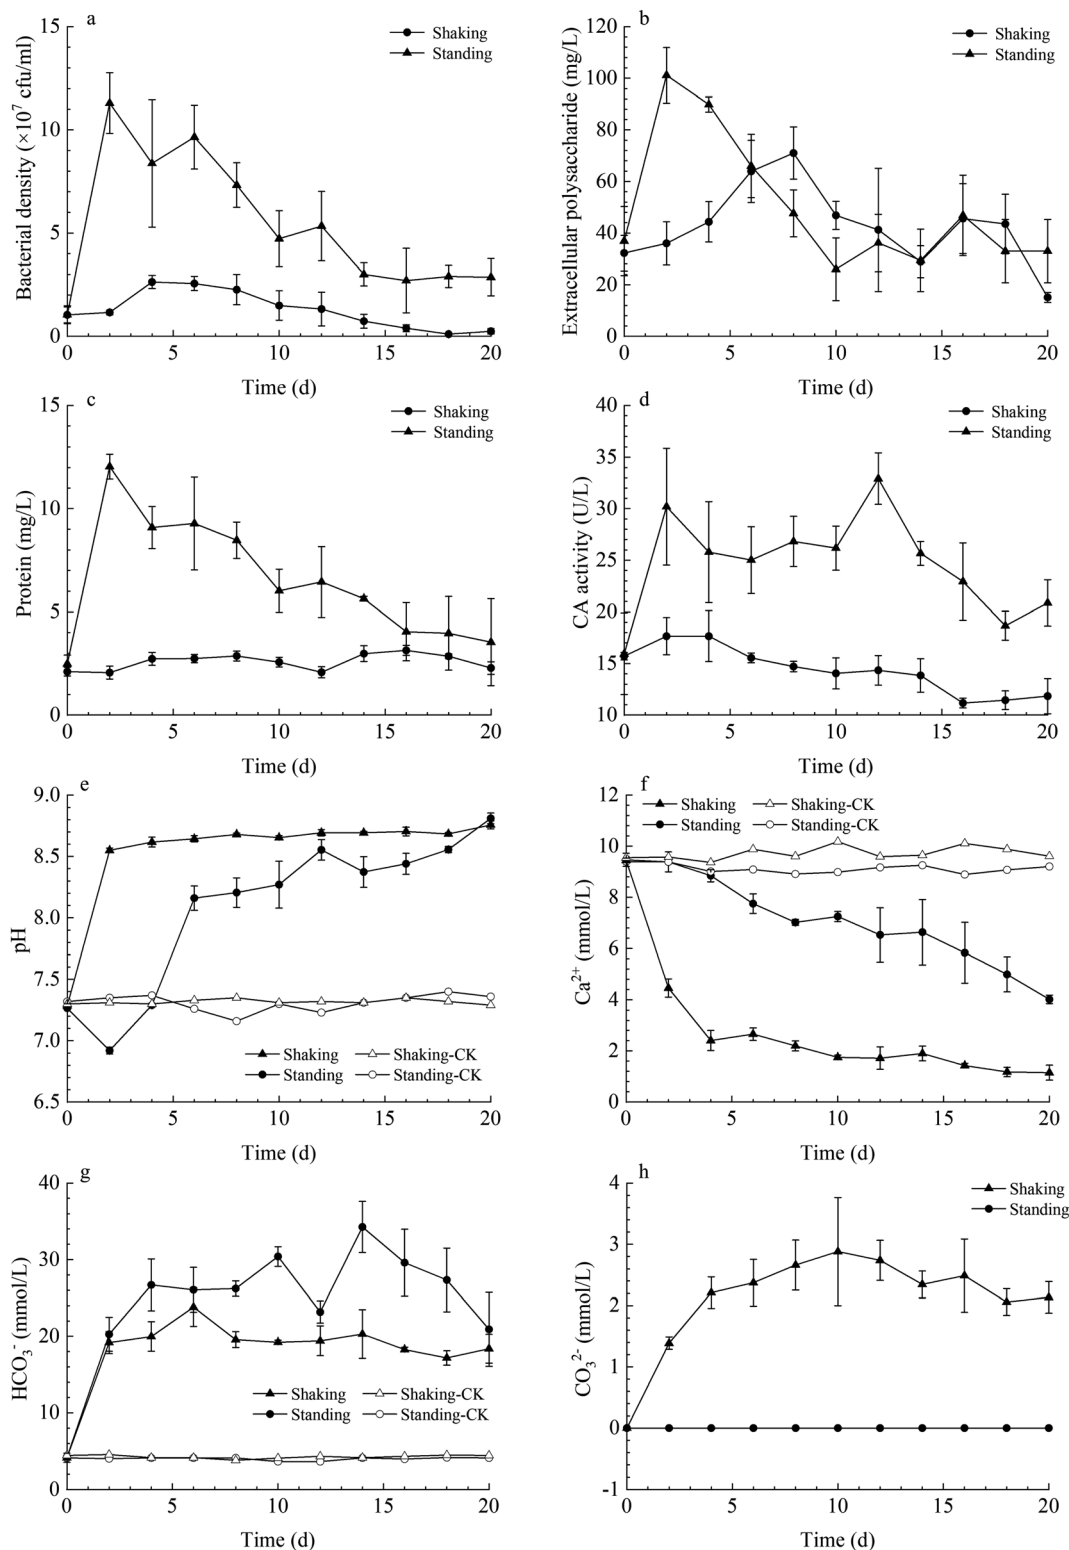 a
15
10
5
0
Bacterial density (×10⁷ cfu/ml)
Shaking
Standing
0 5 10 15 20
Time (d)
b
120
100
80
60
40
20
0
Extracellular polysaccharide (mg/L)
Shaking
Standing
0 5 10 15 20
Time (d)
c
15
10
5
0
Protein (mg/L)
Shaking
Standing
0 5 10 15 20
Time (d)
d
40
35
30
25
20
15
10
CA activity (U/L)
Shaking
Standing
0 5 10 15 20
Time (d)
e
9.0
8.5
8.0
7.5
7.0
6.5
pH
Shaking Shaking-CK
Standing Standing-CK
0 5 10 15 20
Time (d)
f
12
10
8
6
4
2
0
Ca²⁺ (mmol/L)
Shaking Shaking-CK
Standing Standing-CK
0 5 10 15 20
Time (d)
g
40
30
20
10
0
HCO₃⁻ (mmol/L)
Shaking Shaking-CK
Standing Standing-CK
0 5 10 15 20
Time (d)
h
4
3
2
1
0
-1
CO₃²⁻ (mmol/L)
Shaking
Standing
0 5 10 15 20
Time (d)